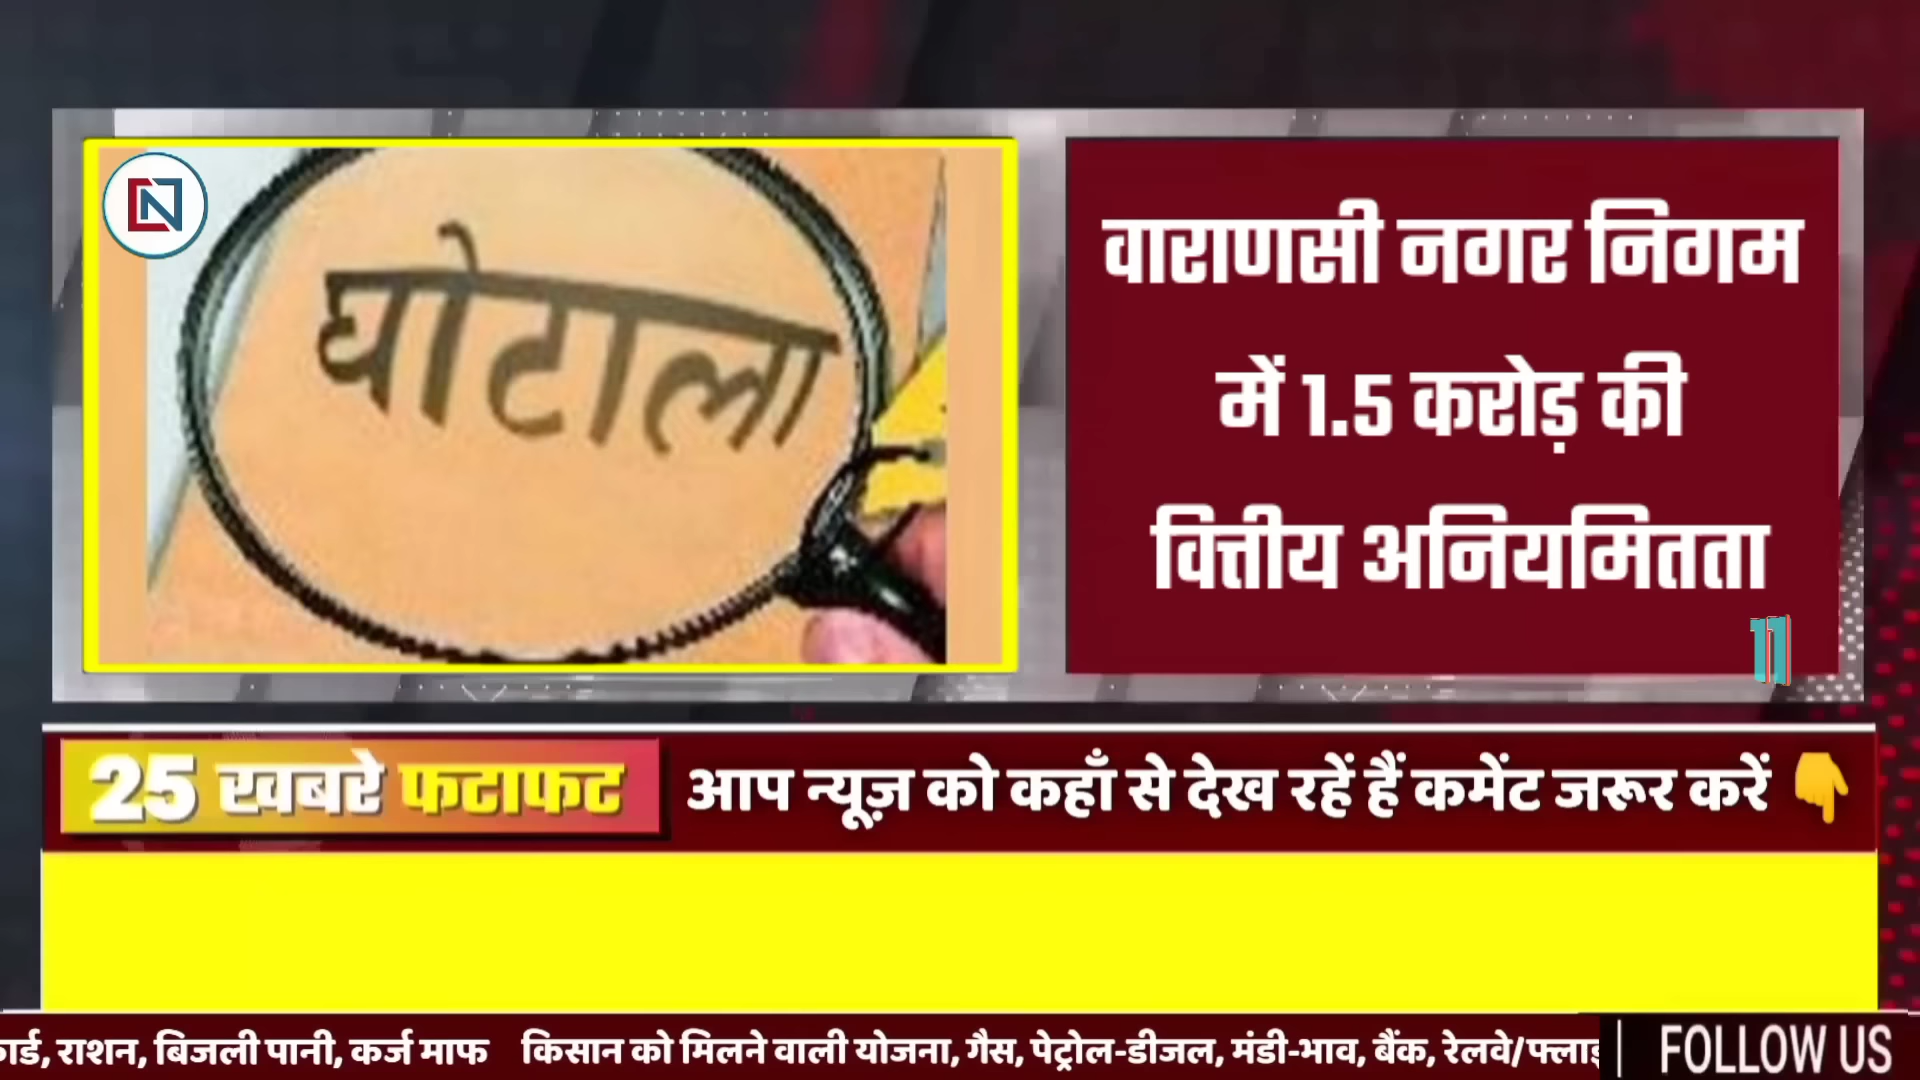 घोटाला
वाराणसी नगर निगम
में 1.5 करोड़ की
वित्तीय अनियमितता
11
25 खबरे फटाफट
आप न्यूज़ को कहाँ से देख रहें हैं कमेंट जरूर करें 👇
राशन, बिजली पानी, कर्ज माफ किसान को मिलने वाली योजना, गैस, पेट्रोल-डीजल, मंडी-भाव, बैंक, रेलवे/
FOLLOW US